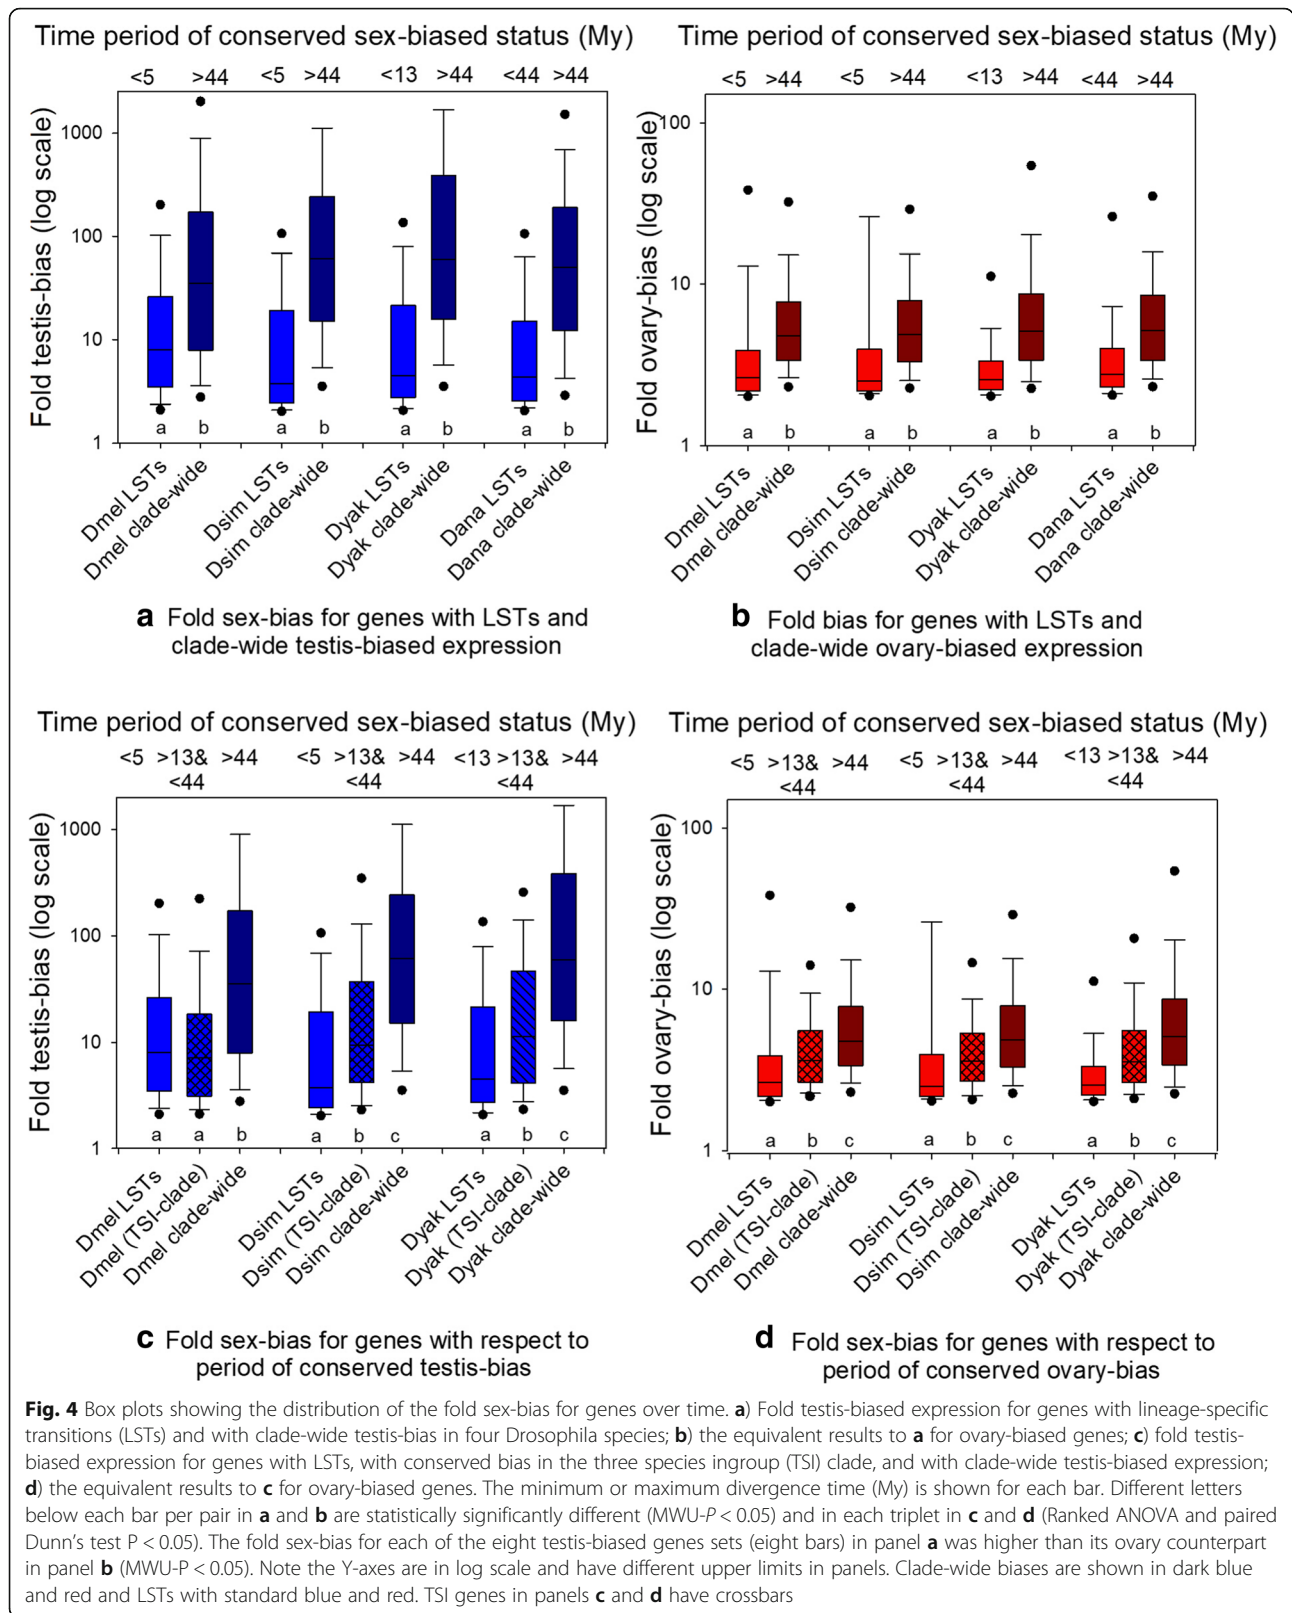 Time period of conserved sex-biased status (My)
<5 >44 <5 >44 <13 >44 <44 >44
Fold testis-bias (log scale)
1000
100
10
1
a b a b a b a b
Dmel LSTs
Dmel clade-wide
Dsim LSTs
Dsim clade-wide
Dyak LSTs
Dyak clade-wide
Dana LSTs
Dana clade-wide
a Fold sex-bias for genes with LSTs and
clade-wide testis-biased expression
Time period of conserved sex-biased status (My)
<5 >44 <5 >44 <13 >44 <44 >44
Fold ovary-bias (log scale)
100
10
1
a b a b a b a b
Dmel LSTs
Dmel clade-wide
Dsim LSTs
Dsim clade-wide
Dyak LSTs
Dyak clade-wide
Dana LSTs
Dana clade-wide
b Fold bias for genes with LSTs and
clade-wide ovary-biased expression
Time period of conserved sex-biased status (My)
<5 >13& >44 <5 >13& >44 <13 >13& >44
<44 <44 <44
Fold testis-bias (log scale)
1000
100
10
1
a a b a b c a b c
Dmel LSTs
Dmel (TSI-clade)
Dmel clade-wide
Dsim LSTs
Dsim (TSI-clade)
Dsim clade-wide
Dyak LSTs
Dyak (TSI-clade)
Dyak clade-wide
c Fold sex-bias for genes with respect to
period of conserved testis-bias
Time period of conserved sex-biased status (My)
<5 >13& >44 <5 >13& >44 <13 >13& >44
<44 <44 <44
Fold ovary-bias (log scale)
100
10
1
a b c a b c a b c
Dmel LSTs
Dmel (TSI-clade)
Dmel clade-wide
Dsim LSTs
Dsim (TSI-clade)
Dsim clade-wide
Dyak LSTs
Dyak (TSI-clade)
Dyak clade-wide
d Fold sex-bias for genes with respect to
period of conserved ovary-bias
Fig. 4 Box plots showing the distribution of the fold sex-bias for genes over time. a) Fold testis-biased expression for genes with lineage-specific
transitions (LSTs) and with clade-wide testis-bias in four Drosophila species; b) the equivalent results to a for ovary-biased genes; c) fold testis-
biased expression for genes with LSTs, with conserved bias in the three species ingroup (TSI) clade, and with clade-wide testis-biased expression;
d) the equivalent results to c for ovary-biased genes. The minimum or maximum divergence time (My) is shown for each bar. Different letters
below each bar per pair in a and b are statistically significantly different (MWU-P < 0.05) and in each triplet in c and d (Ranked ANOVA and paired
Dunn's test P < 0.05). The fold sex-bias for each of the eight testis-biased genes sets (eight bars) in panel a was higher than its ovary counterpart
in panel b (MWU-P < 0.05). Note the Y-axes are in log scale and have different upper limits in panels. Clade-wide biases are shown in dark blue
and red and LSTs with standard blue and red. TSI genes in panels c and d have crossbars